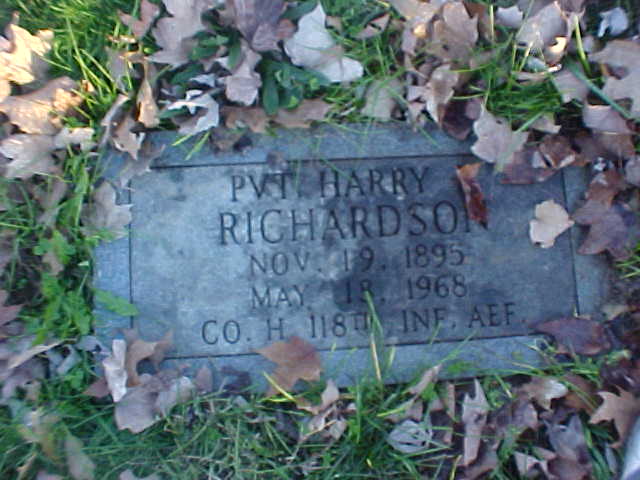 PVT. HARRY
RICHARDSON
NOV. 19. 1895
MAY 18. 1968
CO. H 118TH INF. AEF.